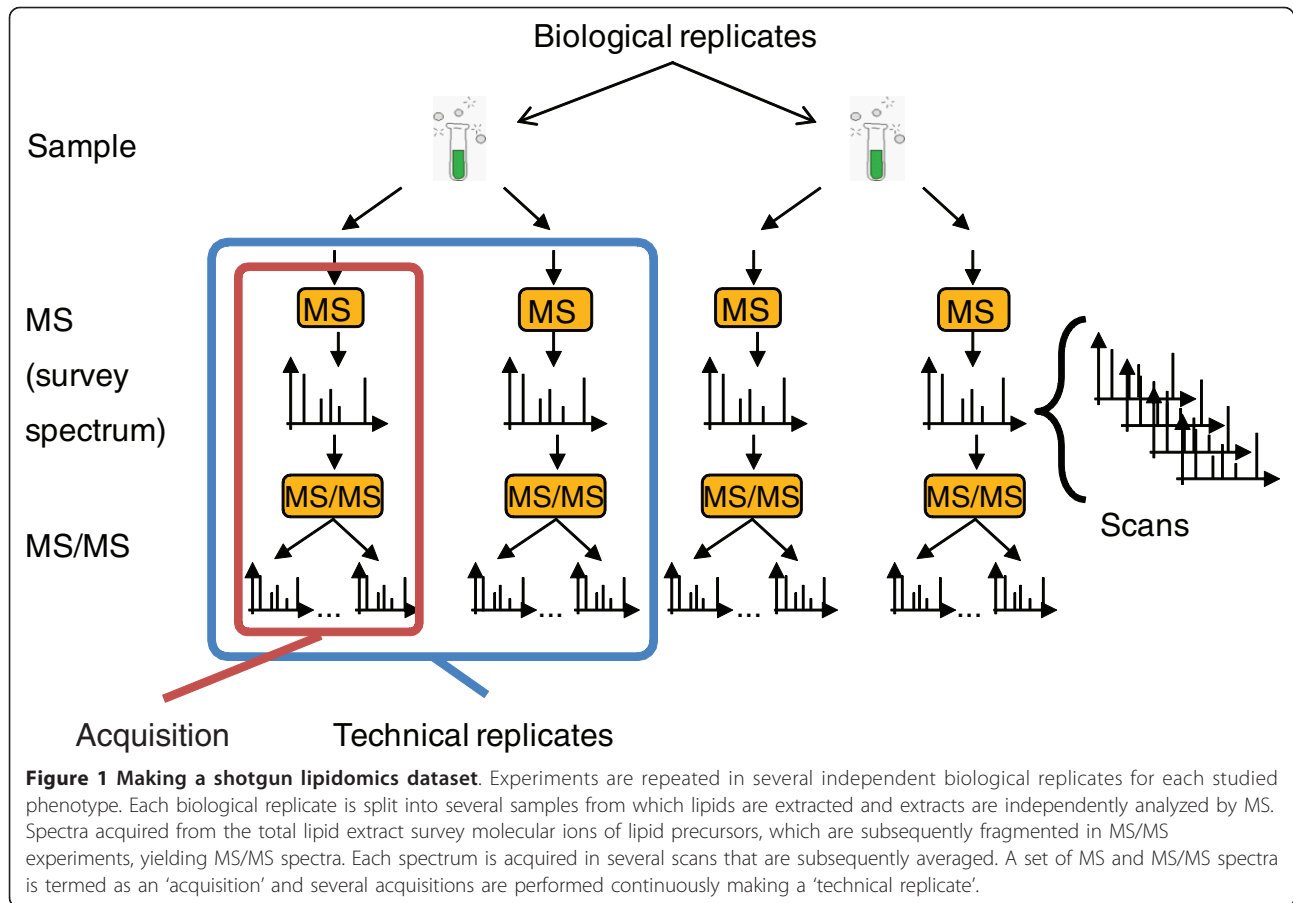 Biological replicates
Sample
MS
(survey
spectrum)
MS MS MS MS
MS/MS
MS/MS MS/MS MS/MS MS/MS
Scans
... ... ... ...
Acquisition
Technical replicates
Figure 1 Making a shotgun lipidomics dataset. Experiments are repeated in several independent biological replicates for each studied
phenotype. Each biological replicate is split into several samples from which lipids are extracted and extracts are independently analyzed by MS.
Spectra acquired from the total lipid extract survey molecular ions of lipid precursors, which are subsequently fragmented in MS/MS
experiments, yielding MS/MS spectra. Each spectrum is acquired in several scans that are subsequently averaged. A set of MS and MS/MS spectra
is termed as an ‘acquisition’ and several acquisitions are performed continuously making a ‘technical replicate’.